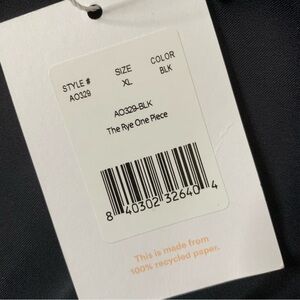 STYLE # SIZE COLOR
AO329 XL BLK
AO329-BLK
The Rye One Piece
8 40302 32640 4
This is made from
100% recycled paper.